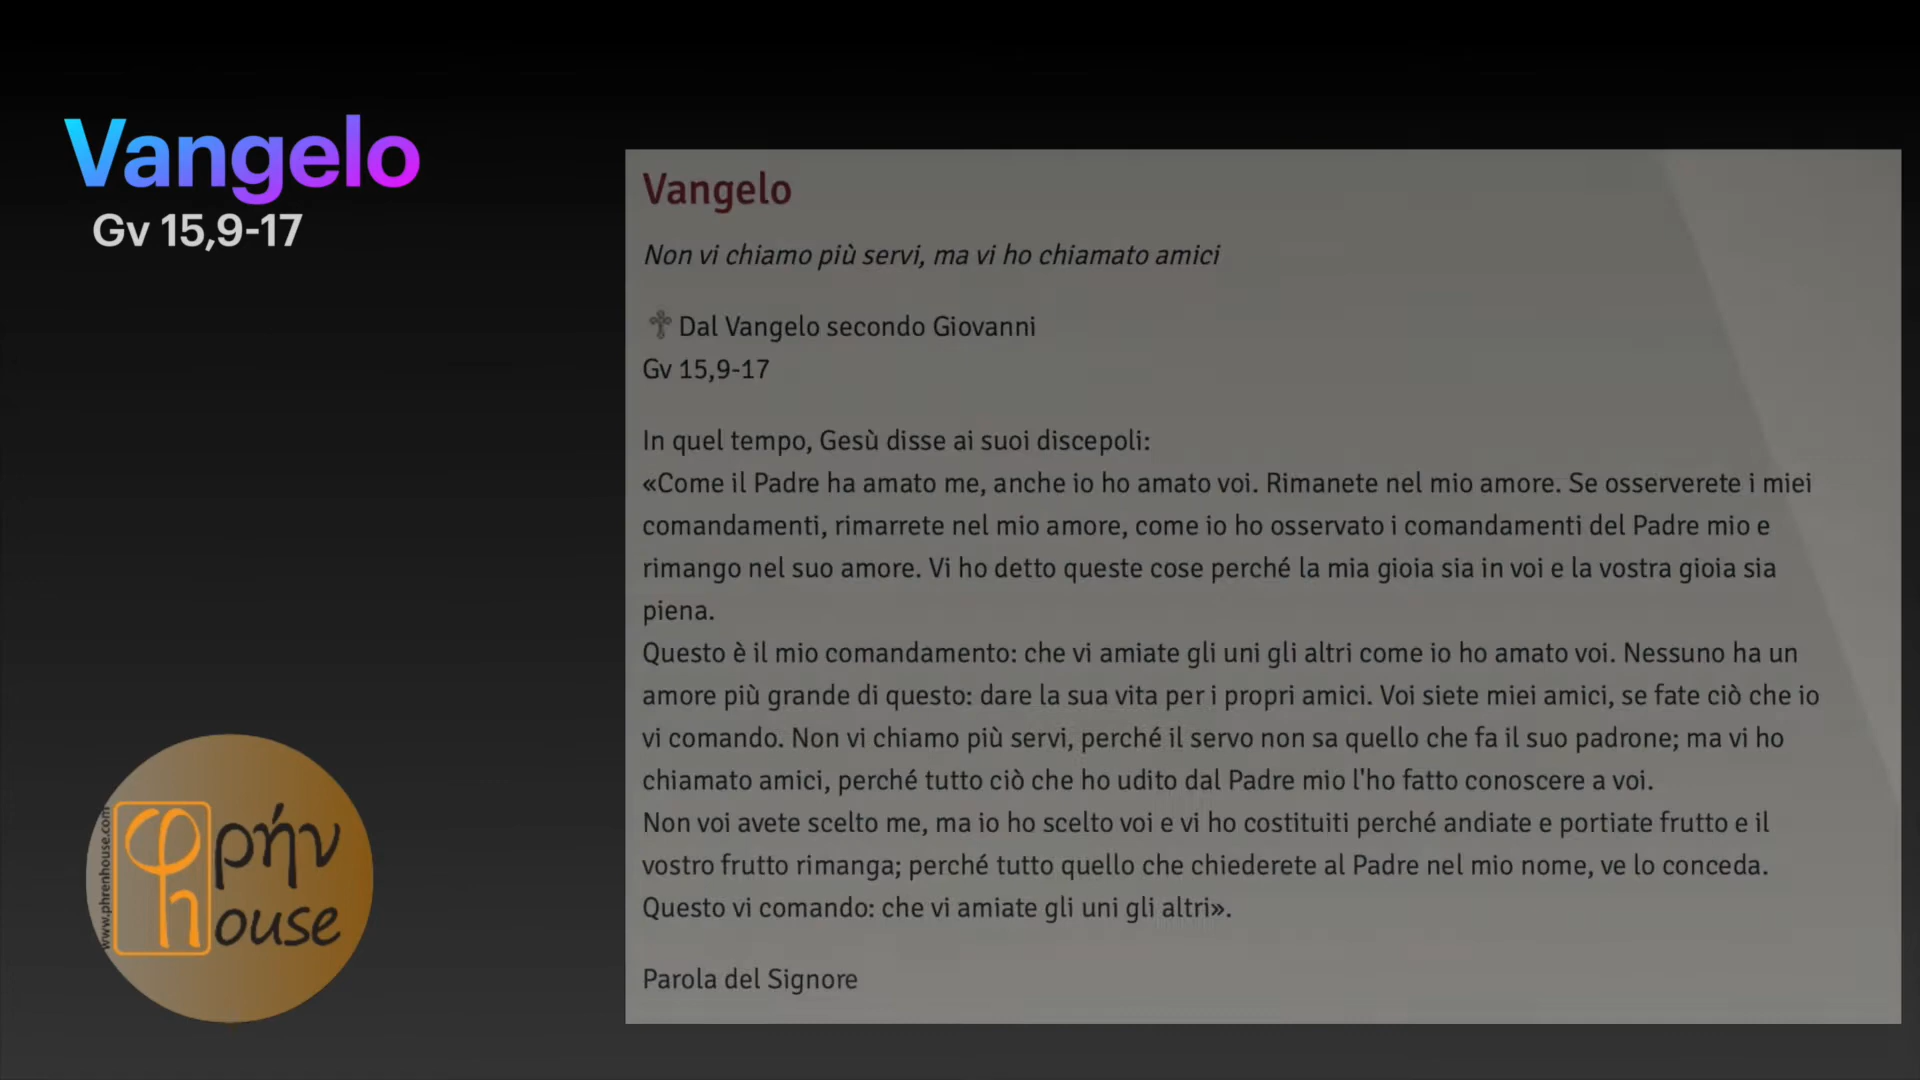 Vangelo
Gv 15,9-17
Vangelo
Non vi chiamo più servi, ma vi ho chiamato amici
Dal Vangelo secondo Giovanni
Gv 15,9-17
In quel tempo, Gesù disse ai suoi discepoli:
«Come il Padre ha amato me, anche io ho amato voi. Rimanete nel mio amore. Se osserverete i miei
comandamenti, rimarrete nel mio amore, come io ho osservato i comandamenti del Padre mio e
rimango nel suo amore. Vi ho detto queste cose perché la mia gioia sia in voi e la vostra gioia sia
piena.
Questo è il mio comandamento: che vi amiate gli uni gli altri come io ho amato voi. Nessuno ha un
amore più grande di questo: dare la sua vita per i propri amici. Voi siete miei amici, se fate ciò che io
vi comando. Non vi chiamo più servi, perché il servo non sa quello che fa il suo padrone; ma vi ho
chiamato amici, perché tutto ciò che ho udito dal Padre mio l'ho fatto conoscere a voi.
Non voi avete scelto me, ma io ho scelto voi e vi ho costituiti perché andiate e portiate frutto e il
vostro frutto rimanga; perché tutto quello che chiederete al Padre nel mio nome, ve lo conceda.
Questo vi comando: che vi amiate gli uni gli altri».
Parola del Signore
www.phrenhouse.com
φρήν
house